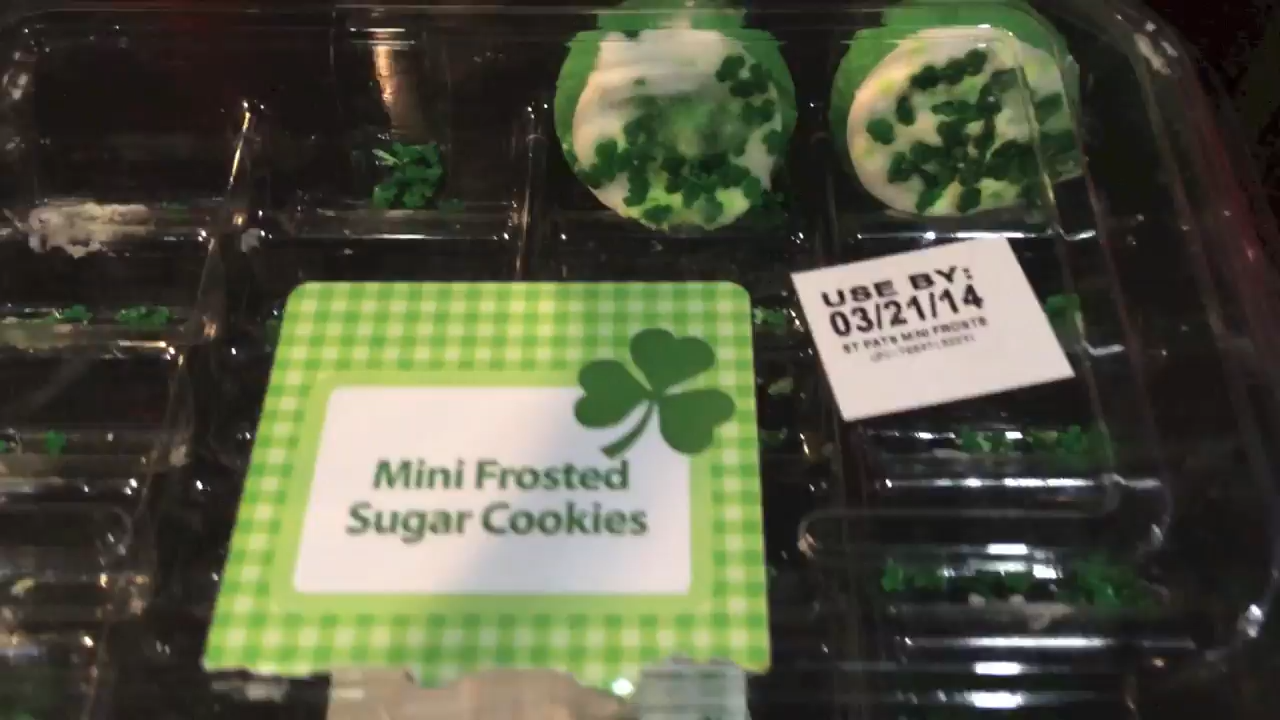 USE BY:
03/21/14
ST PATS MINI FROSTS
Mini Frosted
Sugar Cookies